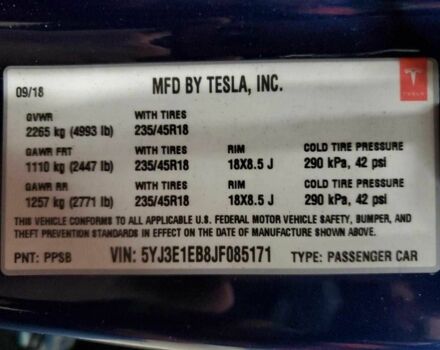 09/18 MFD BY TESLA, INC. TESLA
GVWR WITH TIRES
2265 kg (4993 lb) 235/45R18
GAWR FRT WITH TIRES RIM COLD TIRE PRESSURE
1110 kg (2447 lb) 235/45R18 18X8.5 J 290 kPa, 42 psi
GAWR RR WITH TIRES RIM COLD TIRE PRESSURE
1257 kg (2771 lb) 235/45R18 18X8.5 J 290 kPa, 42 psi
THIS VEHICLE CONFORMS TO ALL APPLICABLE U.S. FEDERAL MOTOR VEHICLE SAFETY, BUMPER, AND
THEFT PREVENTION STANDARDS IN EFFECT ON THE DATE OF MANUFACTURE SHOWN ABOVE.
PNT: PPSB VIN: 5YJ3E1EB8JF085171 TYPE: PASSENGER CAR